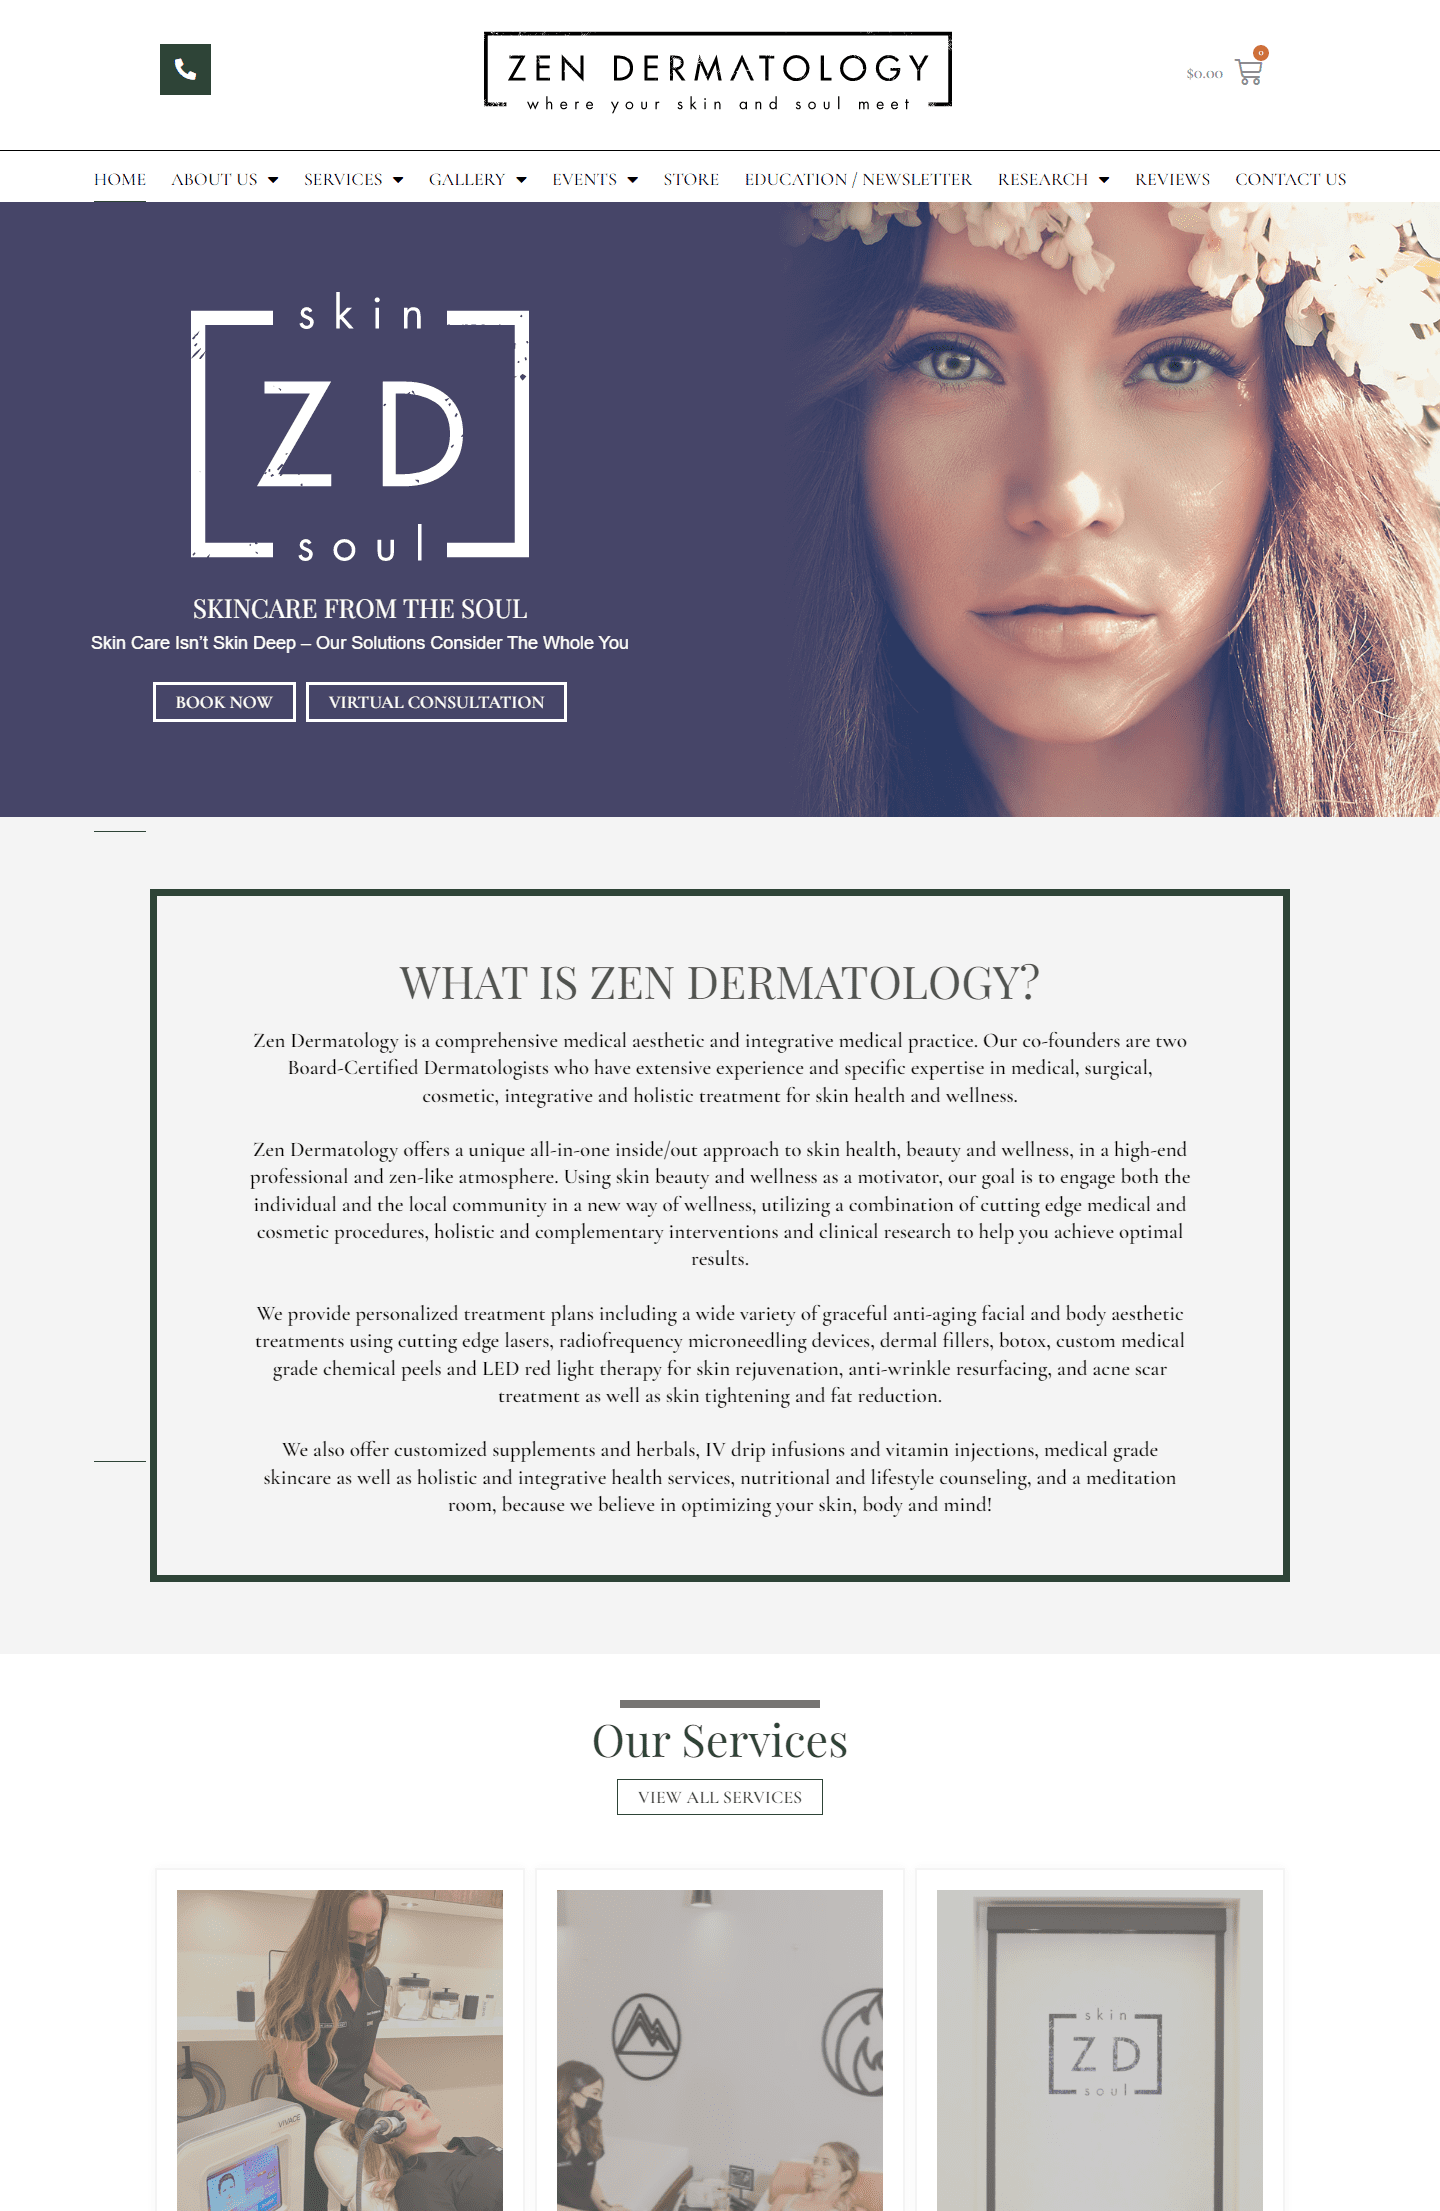 ZEN DERMATOLOGY
where your skin and soul meet
$0.00
0
HOME ABOUT US SERVICES GALLERY EVENTS STORE EDUCATION / NEWSLETTER RESEARCH REVIEWS CONTACT US
skin
ZD
soul
SKINCARE FROM THE SOUL
Skin Care Isn't Skin Deep – Our Solutions Consider The Whole You
BOOK NOW VIRTUAL CONSULTATION
WHAT IS ZEN DERMATOLOGY?
Zen Dermatology is a comprehensive medical aesthetic and integrative medical practice. Our co-founders are two
Board-Certified Dermatologists who have extensive experience and specific expertise in medical, surgical,
cosmetic, integrative and holistic treatment for skin health and wellness.
Zen Dermatology offers a unique all-in-one inside/out approach to skin health, beauty and wellness, in a high-end
professional and zen-like atmosphere. Using skin beauty and wellness as a motivator, our goal is to engage both the
individual and the local community in a new way of wellness, utilizing a combination of cutting edge medical and
cosmetic procedures, holistic and complementary interventions and clinical research to help you achieve optimal
results.
We provide personalized treatment plans including a wide variety of graceful anti-aging facial and body aesthetic
treatments using cutting edge lasers, radiofrequency microneedling devices, dermal fillers, botox, custom medical
grade chemical peels and LED red light therapy for skin rejuvenation, anti-wrinkle resurfacing, and acne scar
treatment as well as skin tightening and fat reduction.
We also offer customized supplements and herbals, IV drip infusions and vitamin injections, medical grade
skincare as well as holistic and integrative health services, nutritional and lifestyle counseling, and a meditation
room, because we believe in optimizing your skin, body and mind!
Our Services
VIEW ALL SERVICES
skin
ZD
soul
VIVACE